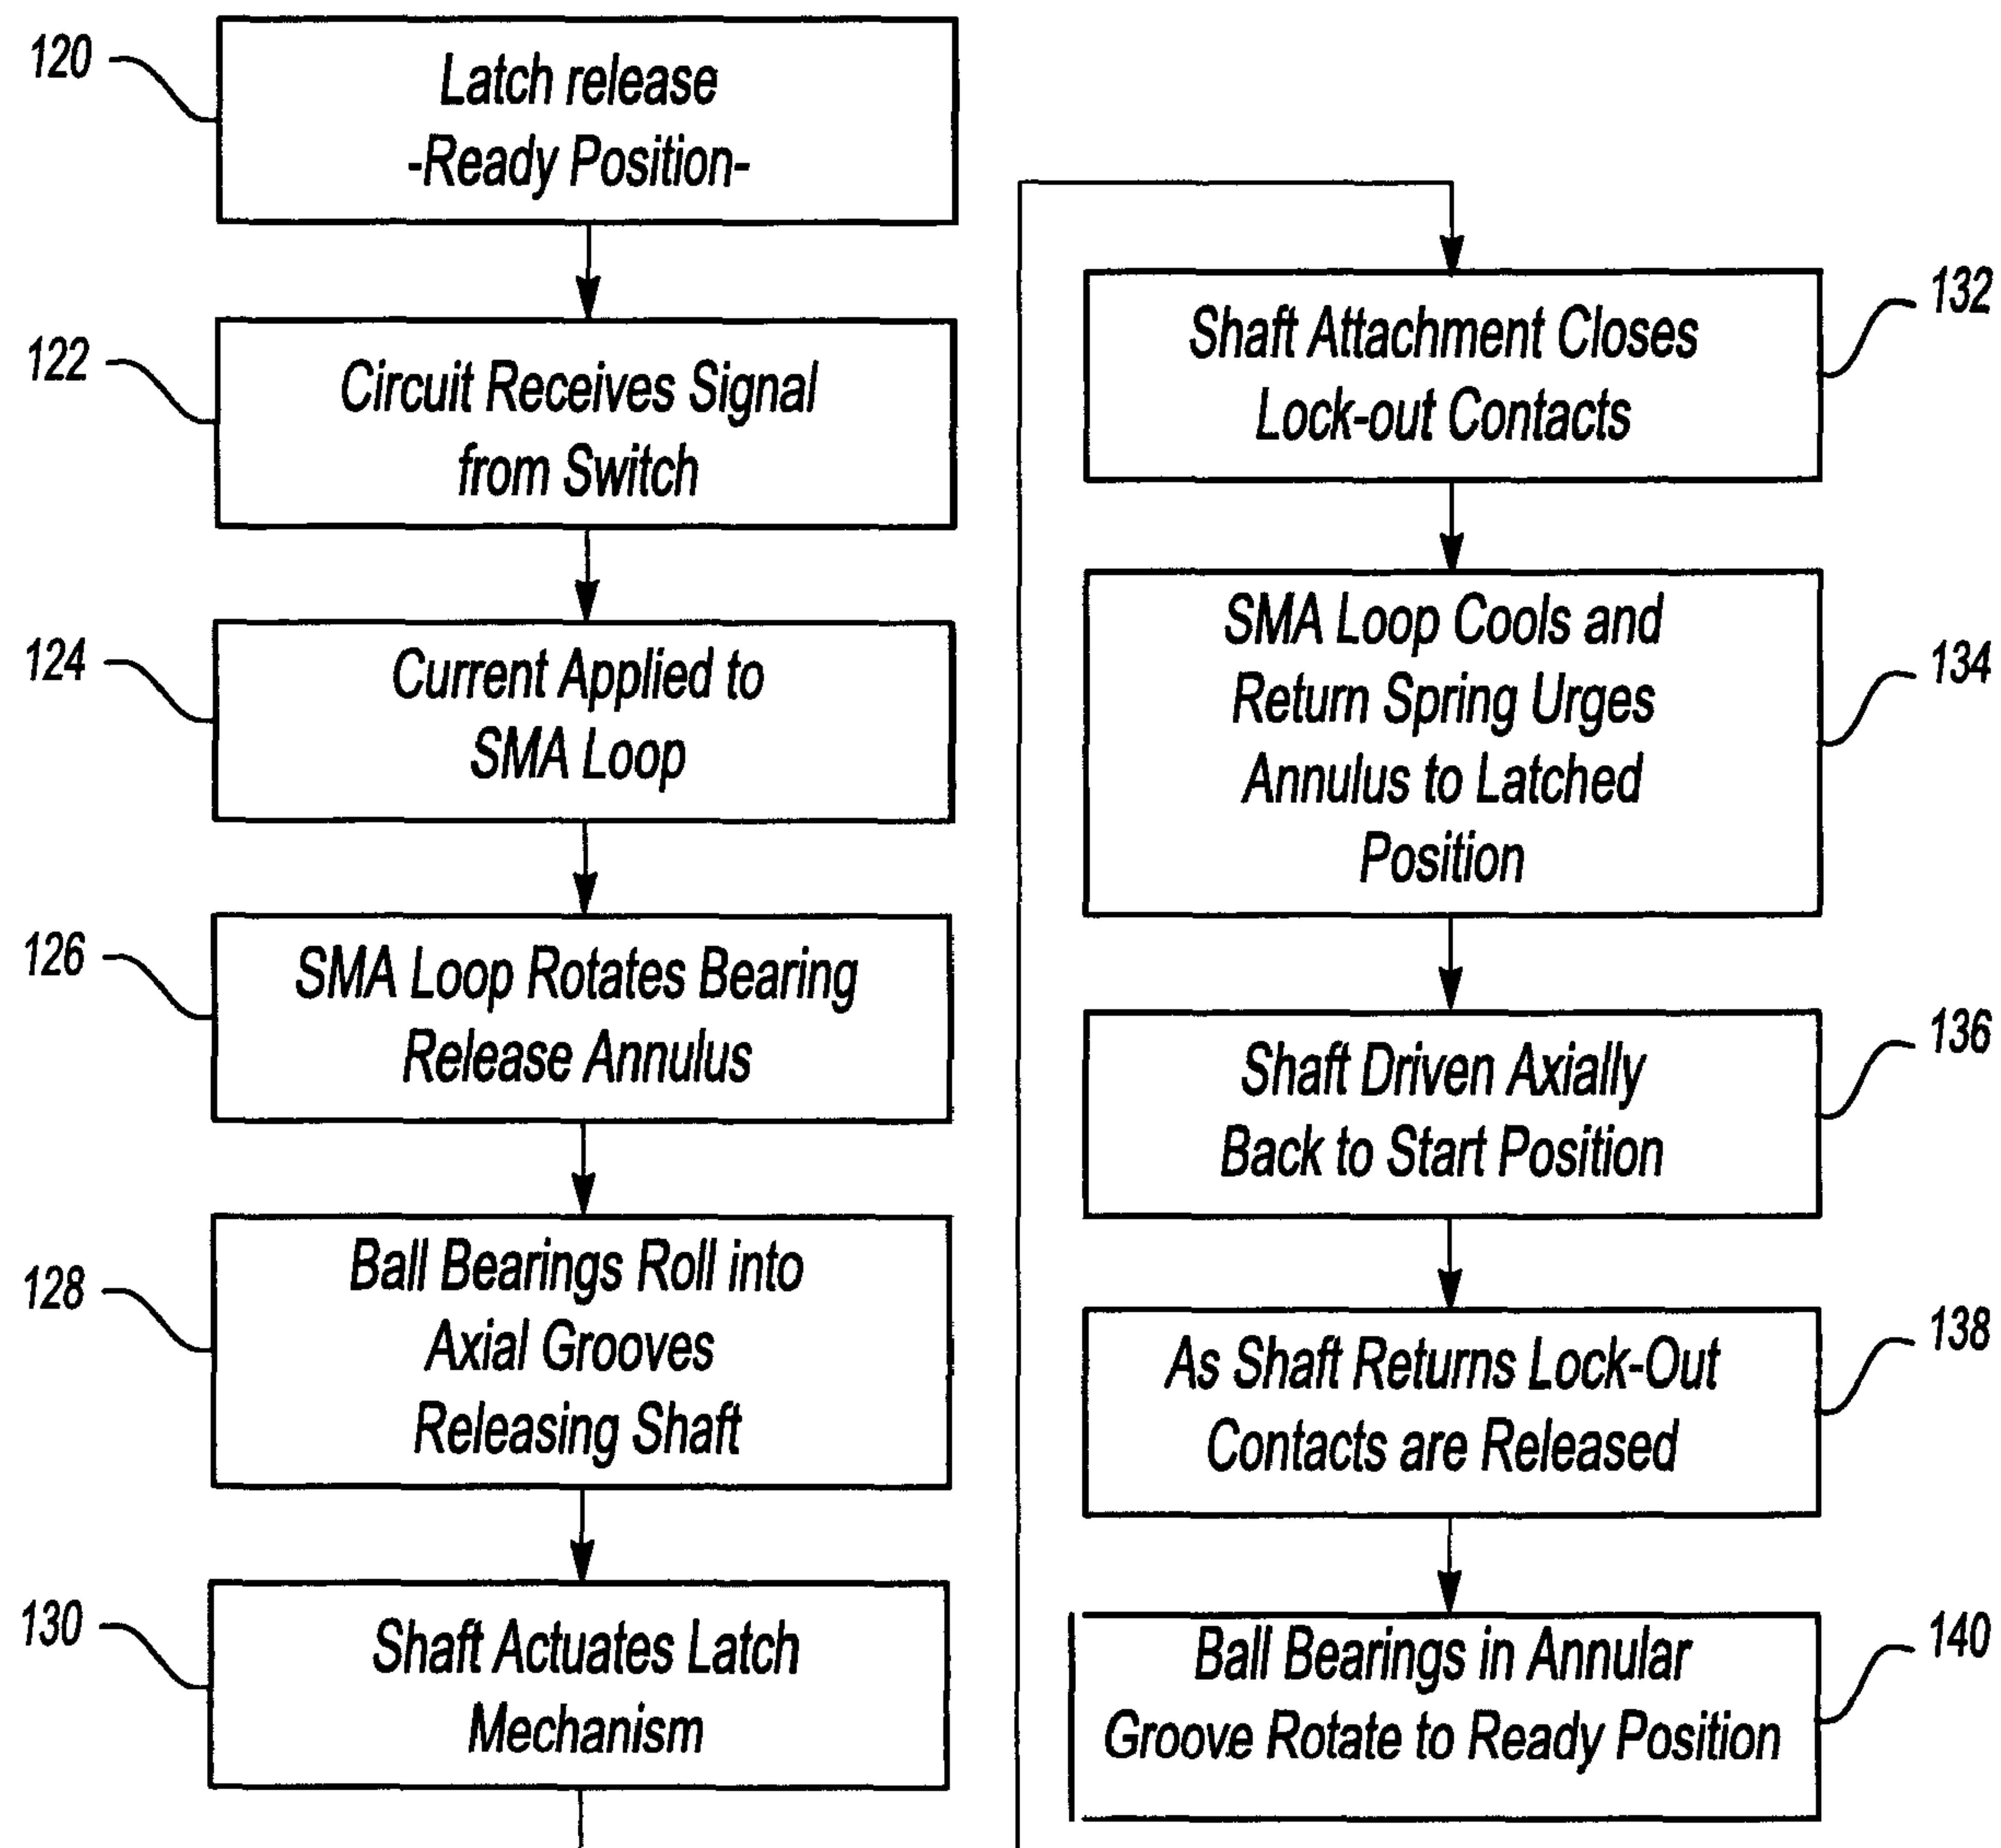 120
Latch release
-Ready Position-
122
Circuit Receives Signal
from Switch
124
Current Applied to
SMA Loop
126
SMA Loop Rotates Bearing
Release Annulus
128
Ball Bearings Roll into
Axial Grooves
Releasing Shaft
130
Shaft Actuates Latch
Mechanism
132
Shaft Attachment Closes
Lock-out Contacts
134
SMA Loop Cools and
Return Spring Urges
Annulus to Latched
Position
136
Shaft Driven Axially
Back to Start Position
138
As Shaft Returns Lock-Out
Contacts are Released
140
Ball Bearings in Annular
Groove Rotate to Ready Position